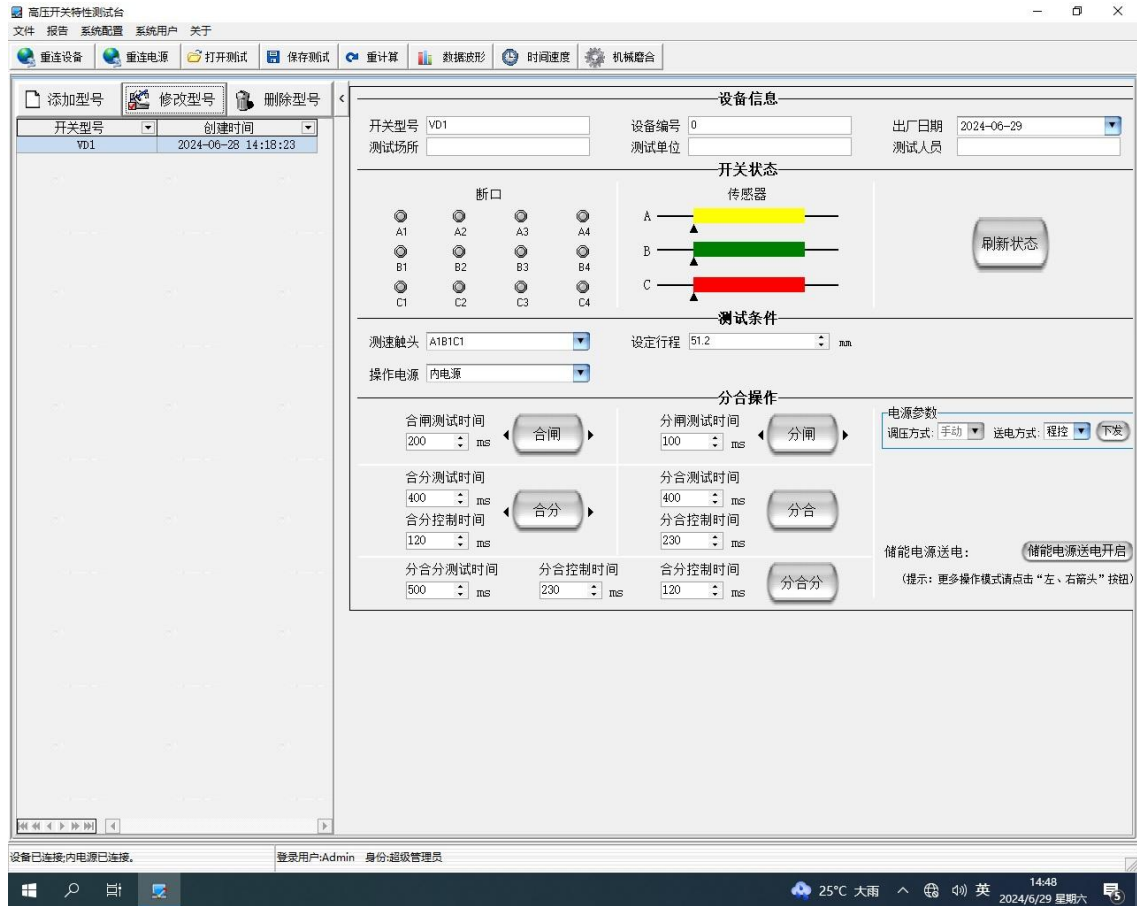 高压开关特性测试台
文件 报告 系统配置 系统用户 关于
重连设备 重连电源 打开测试 保存测试 重计算 数据波形 时间速度 机械磨合
添加型号 修改型号 删除型号
开关型号 创建时间
VD1 2024-06-28 14:18:23
设备信息
开关型号 VD1 设备编号 0 出厂日期 2024-06-29
测试场所 测试单位 测试人员
开关状态
断口 传感器
A1 A2 A3 A4 A
B1 B2 B3 B4 B
C1 C2 C3 C4 C
刷新状态
测试条件
测速触头 A1B1C1 设定行程 51.2 mm
操作电源 内电源
分合操作
合闸测试时间 分闸测试时间
200 ms 合闸 100 ms 分闸
电源参数
调压方式: 手动 送电方式: 程控 下发
合分测试时间 分合测试时间
400 ms 合分 400 ms 分合
合分控制时间 分合控制时间
120 ms 230 ms
储能电源送电: 储能电源送电开启
分合分测试时间 分合控制时间 合分控制时间
500 ms 230 ms 120 ms 分合分
(提示: 更多操作模式请点击“左、右箭头”按钮)
设备已连接;内电源已连接。 登录用户:Admin 身份:超级管理员
25°C 大雨 英 14:48
2024/6/29 星期六 5